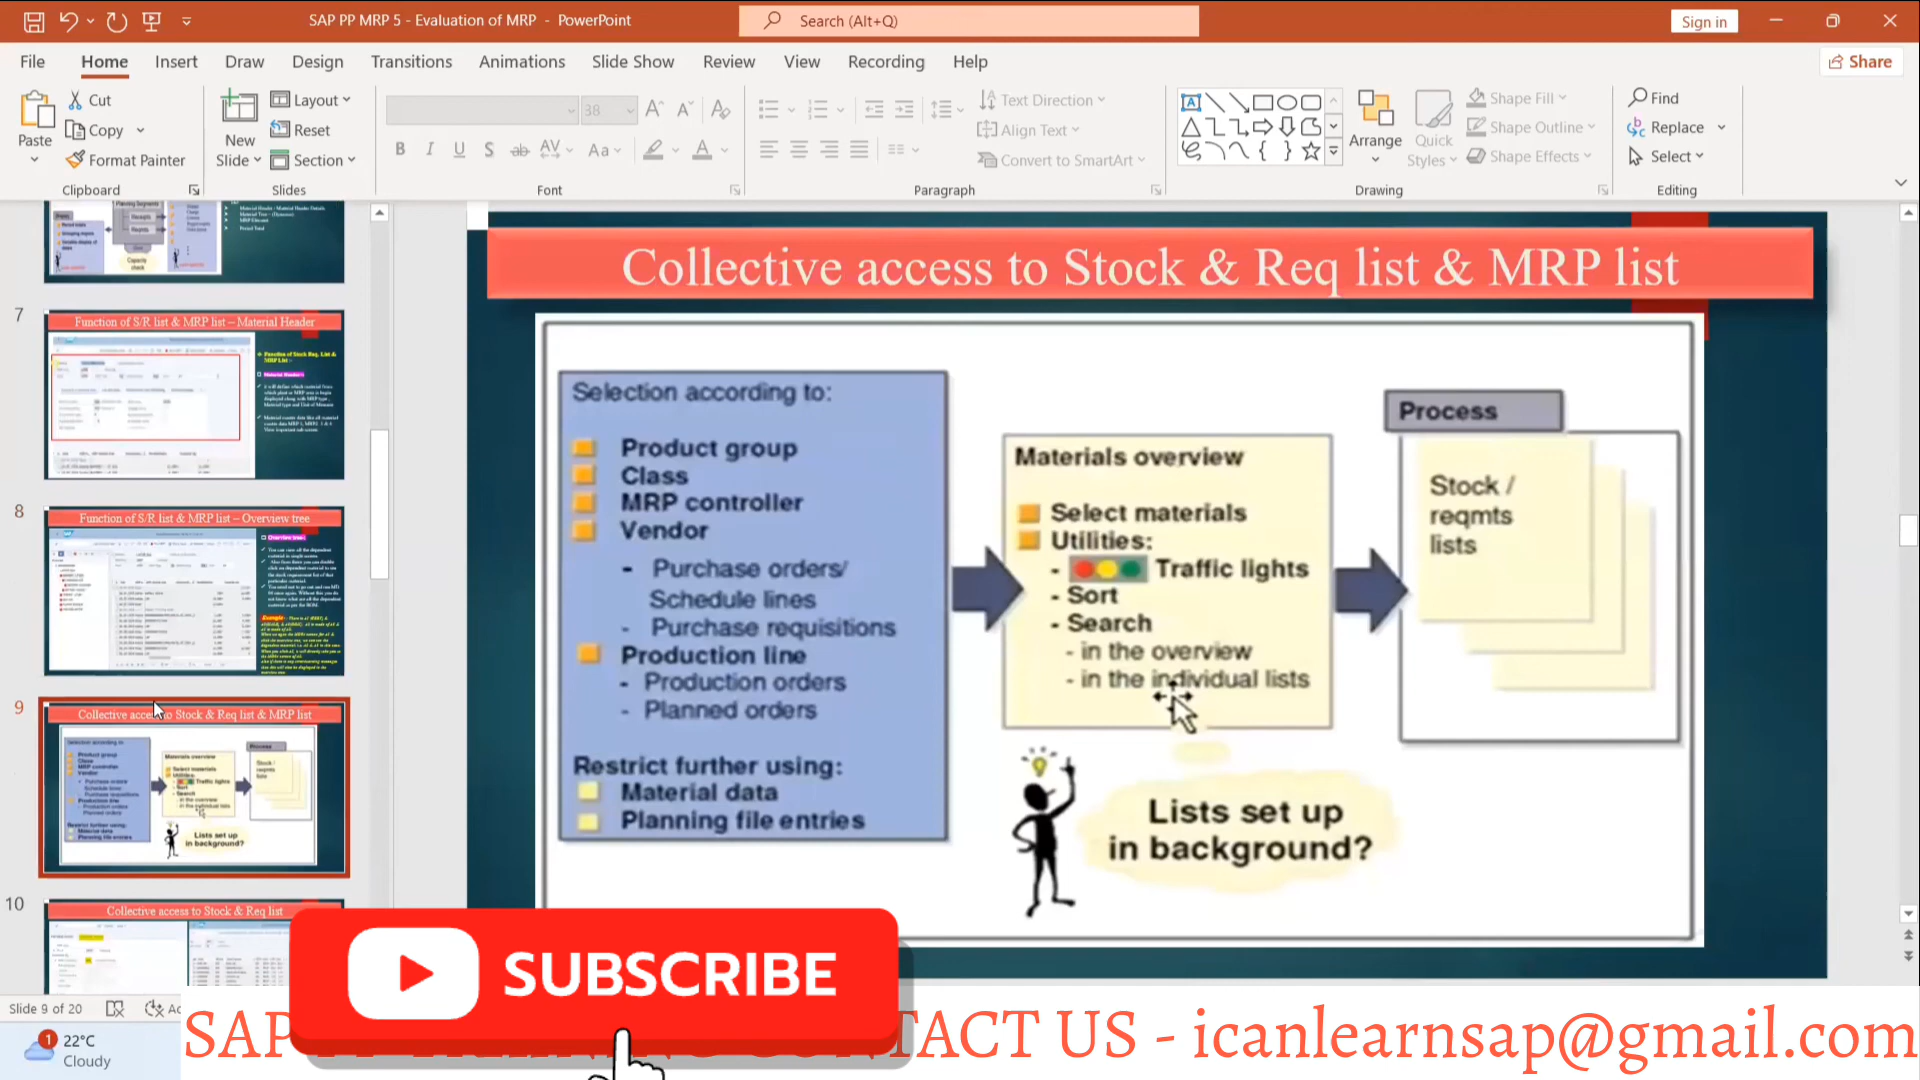 SAP PP MRP 5 - Evaluation of MRP - PowerPoint
Search (Alt+Q)
Sign in
File Home Insert Draw Design Transitions Animations Slide Show Review View Recording Help
Share
Paste
Cut
Copy
Format Painter
Clipboard
New Slide
Layout
Reset
Section
Slides
38
Font
Text Direction
Align Text
Convert to SmartArt
Paragraph
Arrange
Quick Styles
Shape Fill
Shape Outline
Shape Effects
Drawing
Find
Replace
Select
Editing
Planning Segments
Receipts
Capacity check
7
Function of S/R list & MRP list – Material Header
8
Function of S/R list & MRP list – Overview tree
9
Collective access to Stock & Req list & MRP list
10
Collective access to Stock & Req list
Collective access to Stock & Req list & MRP list
Selection according to:
Product group
Class
MRP controller
Vendor
- Purchase orders/
Schedule lines
- Purchase requisitions
Production line
- Production orders
- Planned orders
Restrict further using:
Material data
Planning file entries
Materials overview
Select materials
Utilities:
- Traffic lights
- Sort
- Search
- in the overview
- in the individual lists
Process
Stock /
reqmts
lists
Lists set up
in background?
SUBSCRIBE
Slide 9 of 20
1
22°C
Cloudy
SAP
TACT US - icanlearnsap@gmail.com